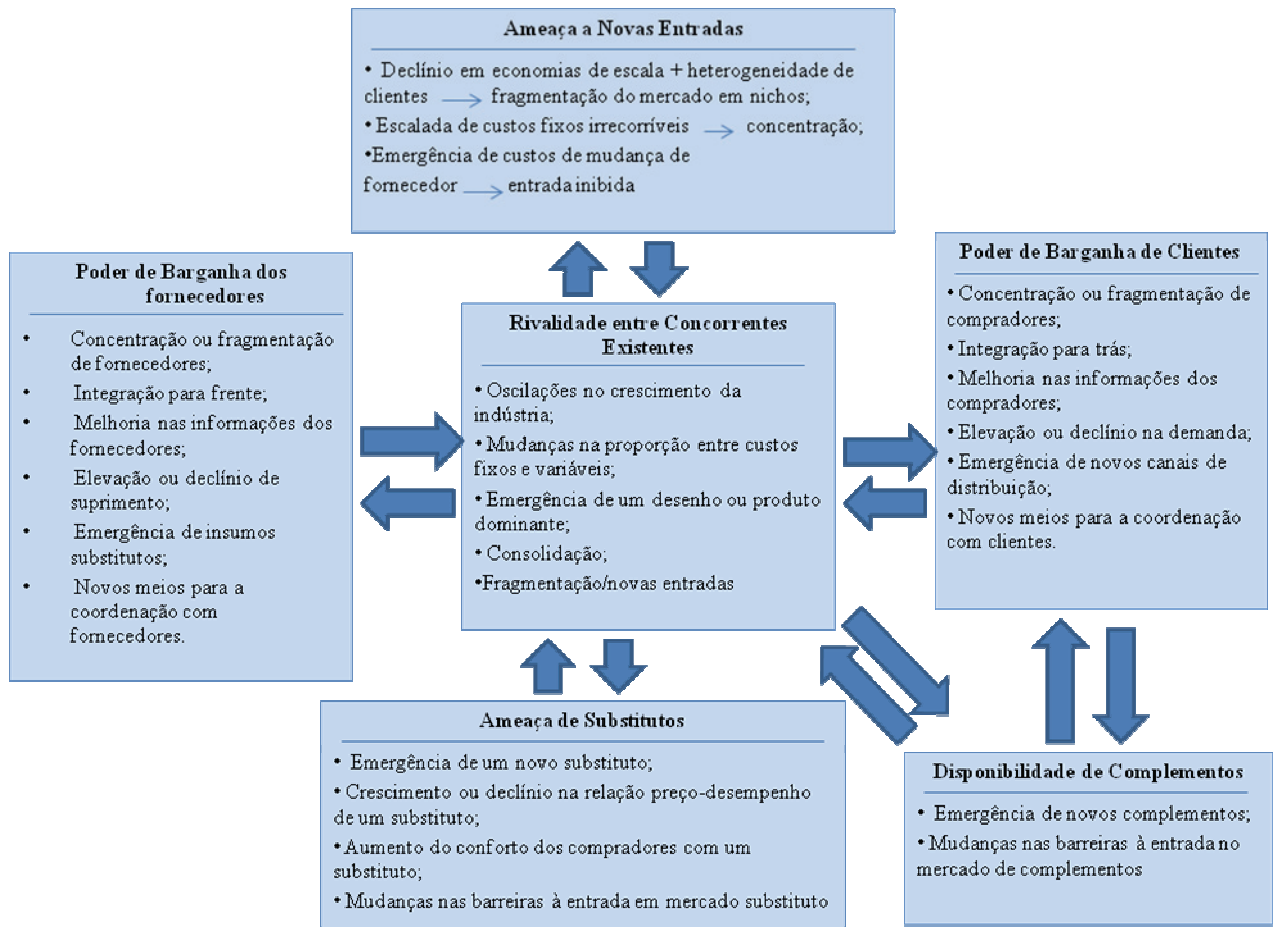 Ameaça a Novas Entradas
• Declínio em economias de escala + heterogeneidade de
clientes → fragmentação do mercado em nichos;
• Escalada de custos fixos irrecorríveis → concentração;
•Emergência de custos de mudança de
fornecedor → entrada inibida
Poder de Barganha dos
fornecedores
• Concentração ou fragmentação
de fornecedores;
• Integração para frente;
• Melhoria nas informações dos
fornecedores;
• Elevação ou declínio de
suprimento;
• Emergência de insumos
substitutos;
• Novos meios para a
coordenação com
fornecedores.
Rivalidade entre Concorrentes
Existentes
• Oscilações no crescimento da
indústria;
• Mudanças na proporção entre custos
fixos e variáveis;
• Emergência de um desenho ou produto
dominante;
• Consolidação;
•Fragmentação/novas entradas
Poder de Barganha de Clientes
• Concentração ou fragmentação de
compradores;
• Integração para trás;
• Melhoria nas informações dos
compradores;
• Elevação ou declínio na demanda;
• Emergência de novos canais de
distribuição;
• Novos meios para a coordenação
com clientes.
Ameaça de Substitutos
• Emergência de um novo substituto;
• Crescimento ou declínio na relação preço-desempenho
de um substituto;
• Aumento do conforto dos compradores com um
substituto;
• Mudanças nas barreiras à entrada em mercado substituto
Disponibilidade de Complementos
• Emergência de novos complementos;
• Mudanças nas barreiras à entrada no
mercado de complementos